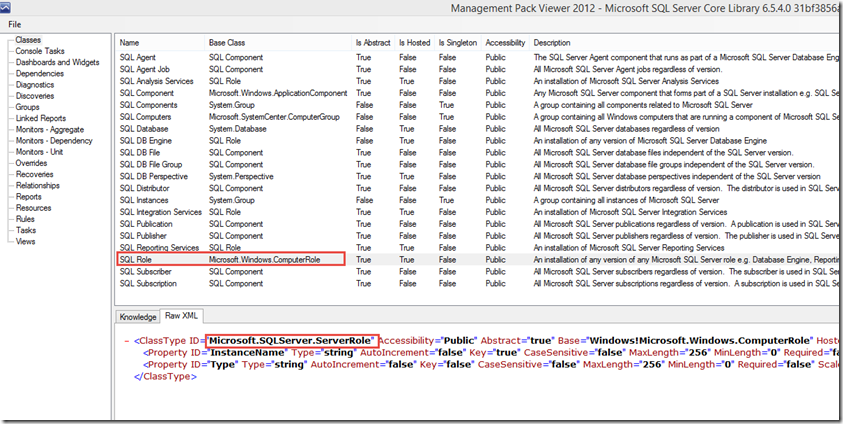 Management Pack Viewer 2012 - Microsoft SQL Server Core Library 6.5.4.0 31bf3856a
File
Classes
Console Tasks
Dashboards and Widgets
Dependencies
Diagnostics
Discoveries
Groups
Linked Reports
Monitors - Aggregate
Monitors - Dependency
Monitors - Unit
Overrides
Recoveries
Relationships
Reports
Resources
Rules
Tasks
Views
Name Base Class Is Abstract Is Hosted Is Singleton Accessibility Description
SQL Agent SQL Component True False False Public The SQL Server Agent component that runs as part of a Microsoft SQL Server Database Eng
SQL Agent Job SQL Component True False False Public All Microsoft SQL Server Agent jobs regardless of version.
SQL Analysis Services SQL Role True True False Public An installation of Microsoft SQL Server Analysis Services
SQL Component Microsoft.Windows.ApplicationComponent True False False Public Any Microsoft SQL Server component that forms part of a SQL Server installation e.g. SQL Se
SQL Components System.Group False False True Public A group containing all components related to Microsoft SQL Server
SQL Computers Microsoft.SystemCenter.ComputerGroup False False True Public A group containing all Windows computers that are running a component of Microsoft SQL Se
SQL Database System.Database True False False Public All Microsoft SQL Server databases regardless of version
SQL DB Engine SQL Role True True False Public An installation of any version of Microsoft SQL Server Database Engine
SQL DB File SQL Component True False False Public All Microsoft SQL Server database files independent of the SQL Server version.
SQL DB File Group SQL Component True False False Public All Microsoft SQL Server database file groups independent of the SQL Server version.
SQL DB Perspective System.Perspective True False False Public All Microsoft SQL Server database perspectives independent of the SQL Server version
SQL Distributor SQL Component True False False Public All Microsoft SQL Server distributors regardless of version. The distributor is used in SQL Ser
SQL Instances System.Group False False True Public A group containing all instances of Microsoft SQL Server
SQL Integration Services SQL Role True True False Public An installation of Microsoft SQL Server Integration Services
SQL Publication SQL Component True False False Public All Microsoft SQL Server publications regardless of version. A publication is used in SQL Serv
SQL Publisher SQL Component True False False Public All Microsoft SQL Server publishers regardless of version. The publisher is used in SQL Serve
SQL Reporting Services SQL Role True True False Public An installation of Microsoft SQL Server Reporting Services
SQL Role Microsoft.Windows.ComputerRole True True False Public An installation of any version of any Microsoft SQL Server role e.g. Database Engine, Reportin
SQL Subscriber SQL Component True False False Public All Microsoft SQL Server subscribers regardless of version. The subscriber is used in SQL Se
SQL Subscription SQL Component True False False Public All Microsoft SQL Server subscriptions regardless of version. A subscription is used in SQL S
Knowledge Raw XML
- <ClassType ID="Microsoft.SQLServer.ServerRole" Accessibility="Public" Abstract="true" Base="Windows!Microsoft.Windows.ComputerRole" Hoste
<Property ID="InstanceName" Type="string" AutoIncrement="false" Key="true" CaseSensitive="false" MaxLength="256" MinLength="0" Required="fa
<Property ID="Type" Type="string" AutoIncrement="false" Key="false" CaseSensitive="false" MaxLength="256" MinLength="0" Required="false" Scale
</ClassType>